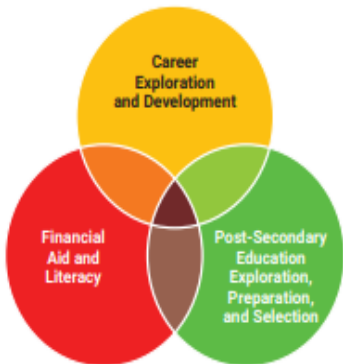 Career
Exploration
and Development
Financial
Aid and
Literacy
Post-Secondary
Education
Exploration,
Preparation,
and Selection